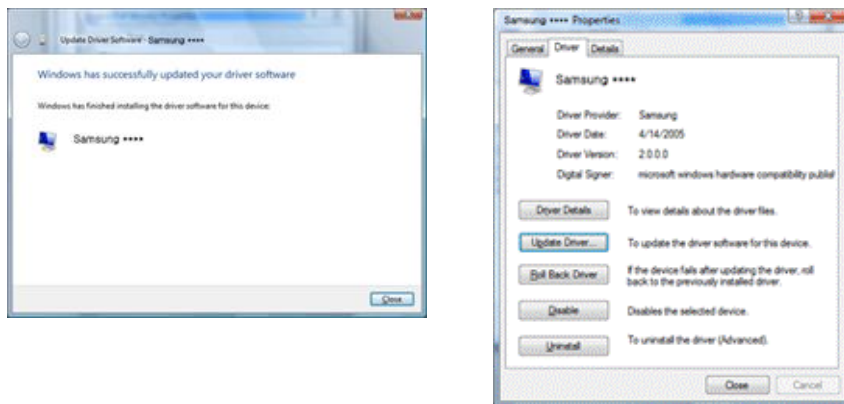 Update Driver Software - Samsung ••••
Windows has successfully updated your driver software
Windows has finished installing the driver software for this device:
Samsung ••••
Close
Samsung •••• Properties
General Driver Details
Samsung ••••
Driver Provider: Samsung
Driver Date: 4/14/2005
Driver Version: 2.0.0.0
Digital Signer: microsoft windows hardware compatibility publisl
Driver Details To view details about the driver files.
Update Driver... To update the driver software for this device.
Roll Back Driver If the device fails after updating the driver, roll
back to the previously installed driver.
Disable Disables the selected device.
Uninstall To uninstall the driver (Advanced).
Close Cancel